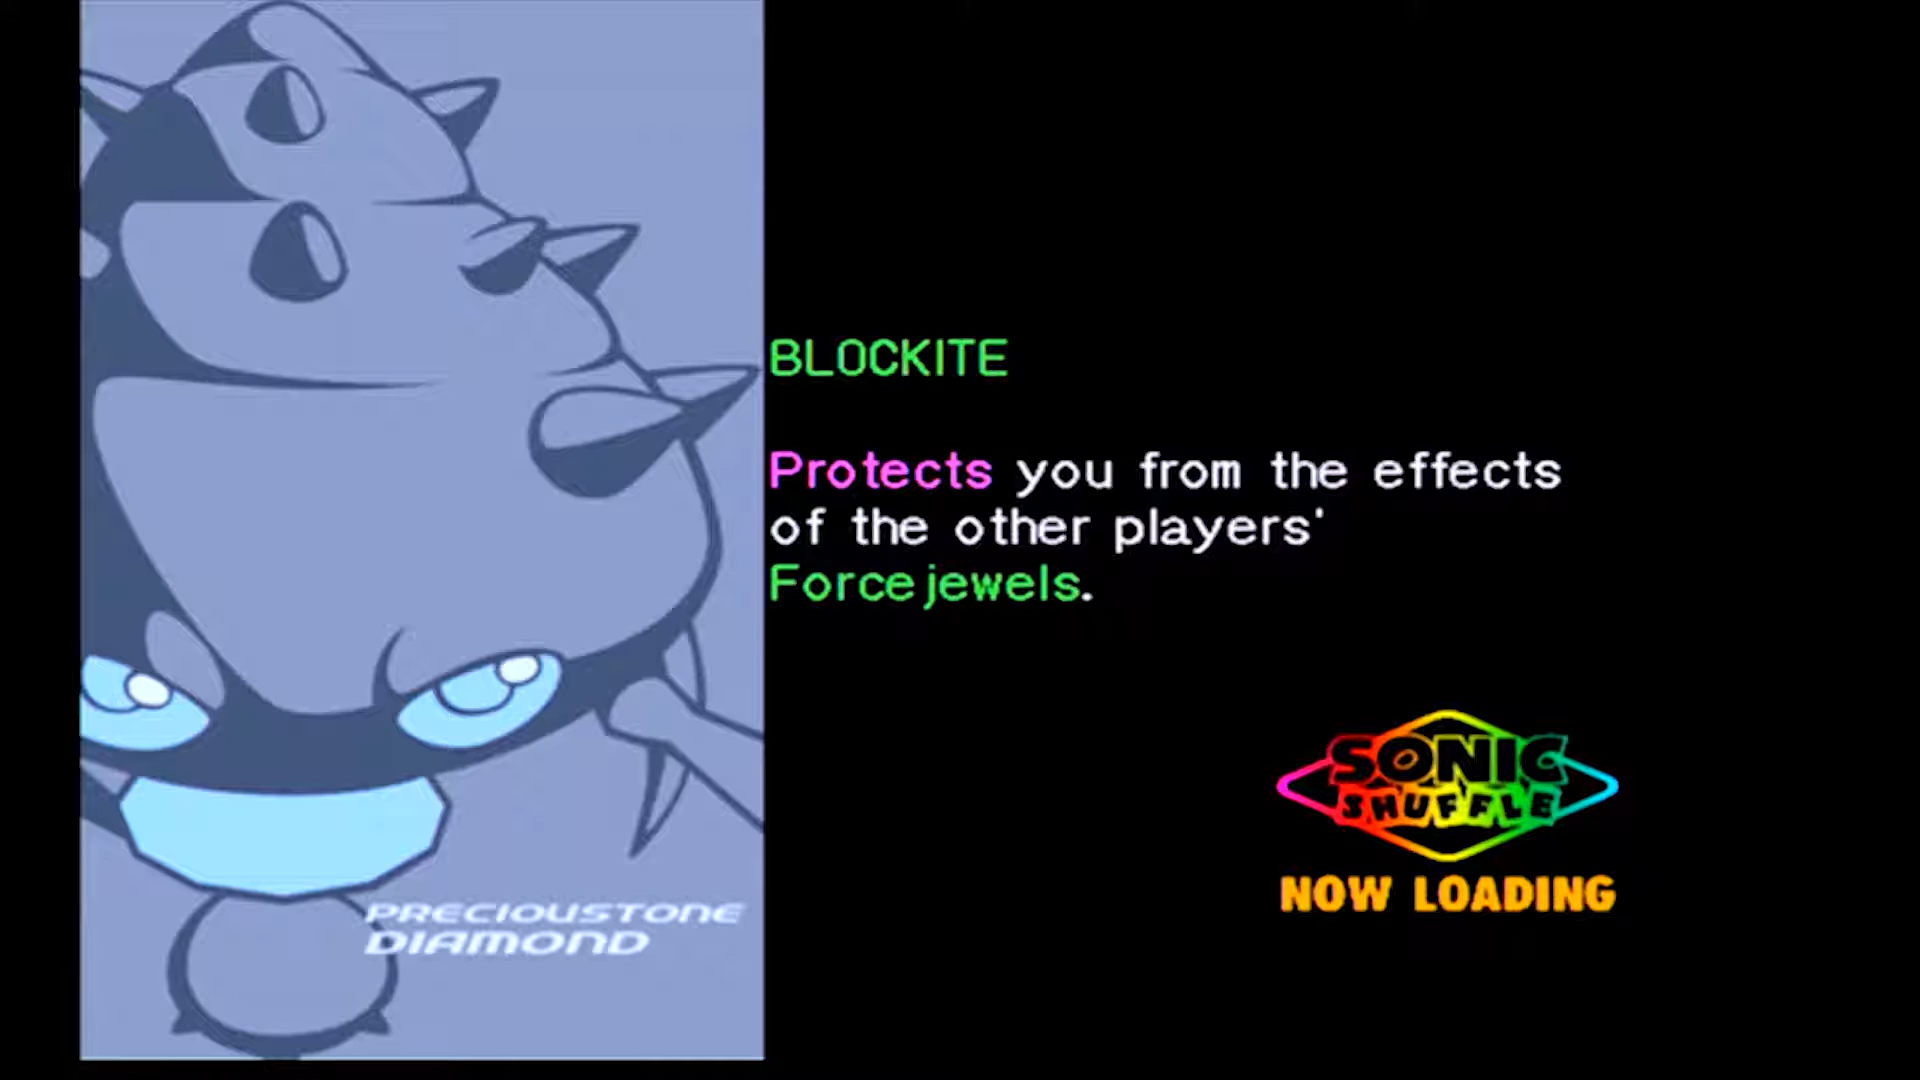 BLOCKITE
Protects you from the effects
of the other players'
Forcejewels.
PRECIOUSTONE
DIAMOND
SONIC
SHUFFLE
NOW LOADING